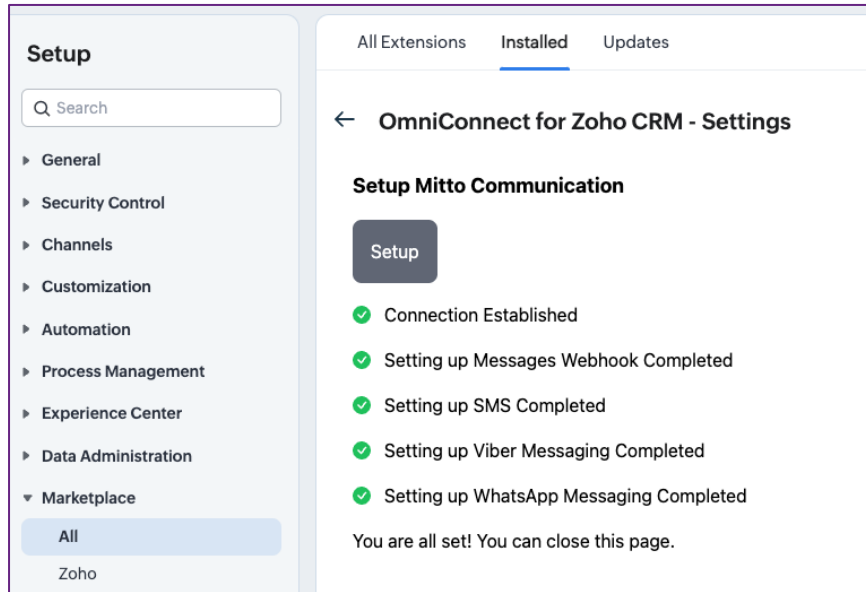 Setup
Search
General
Security Control
Channels
Customization
Automation
Process Management
Experience Center
Data Administration
Marketplace
All
Zoho
All Extensions Installed Updates
OmniConnect for Zoho CRM - Settings
Setup Mitto Communication
Setup
Connection Established
Setting up Messages Webhook Completed
Setting up SMS Completed
Setting up Viber Messaging Completed
Setting up WhatsApp Messaging Completed
You are all set! You can close this page.